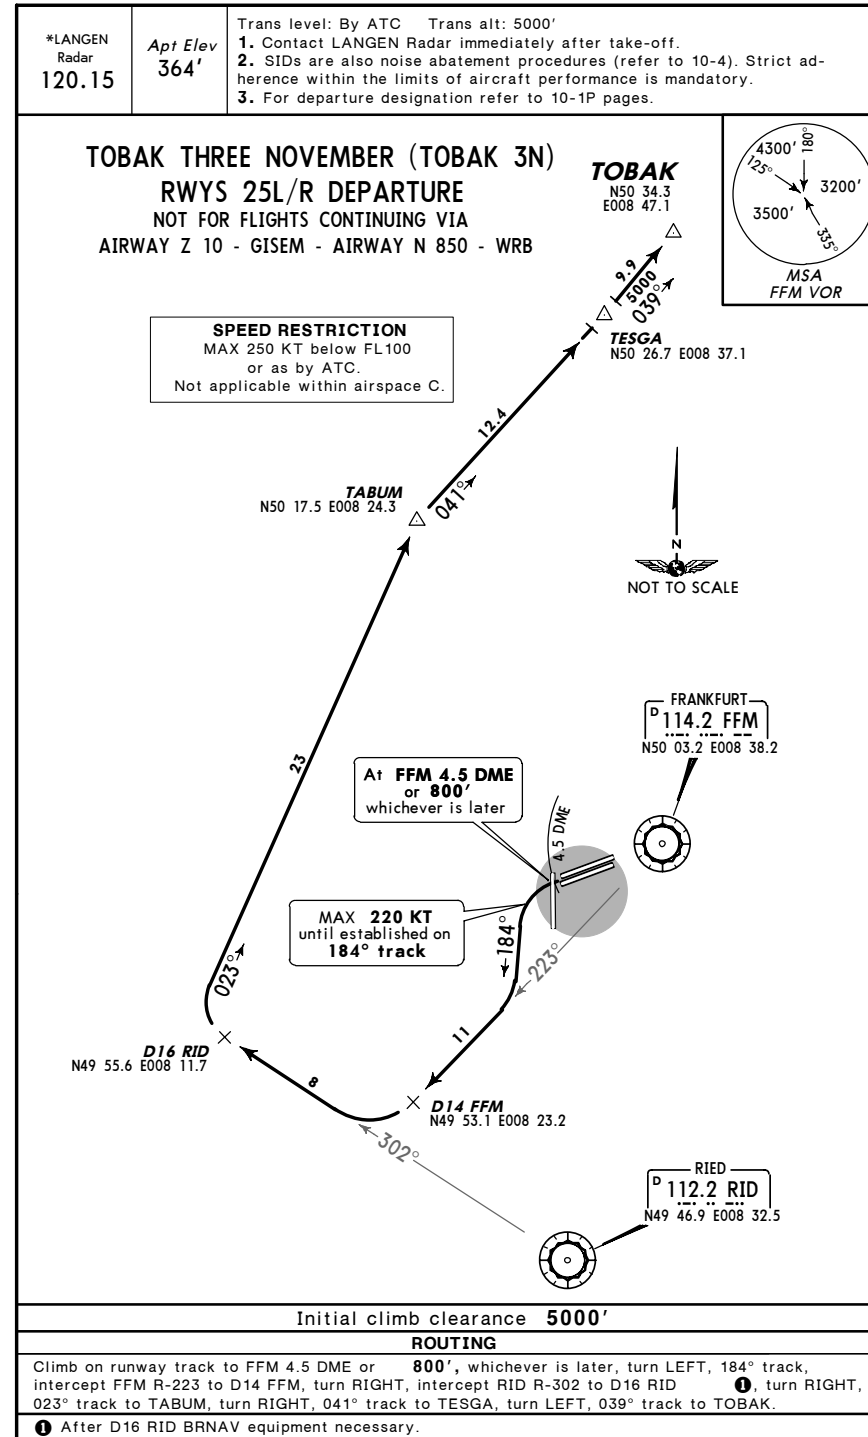 *LANGEN
Radar
120.15
Apt Elev
364'
Trans level: By ATC Trans alt: 5000'
1. Contact LANGEN Radar immediately after take-off.
2. SIDs are also noise abatement procedures (refer to 10-4). Strict ad-
herence within the limits of aircraft performance is mandatory.
3. For departure designation refer to 10-1P pages.
TOBAK THREE NOVEMBER (TOBAK 3N)
RWYS 25L/R DEPARTURE
NOT FOR FLIGHTS CONTINUING VIA
AIRWAY Z 10 - GISEM - AIRWAY N 850 - WRB
4300'
180°
125°
3200'
3500'
335°
MSA
FFM VOR
TOBAK
N50 34.3
E008 47.1
9.9
5000
039°
TESGA
N50 26.7 E008 37.1
SPEED RESTRICTION
MAX 250 KT below FL100
or as by ATC.
Not applicable within airspace C.
12.4
041°
TABUM
N50 17.5 E008 24.3
N
NOT TO SCALE
FRANKFURT
D 114.2 FFM
N50 03.2 E008 38.2
23
At FFM 4.5 DME
or 800'
whichever is later
4.5 DME
MAX 220 KT
until established on
184° track
184°
223°
023°
11
D16 RID
N49 55.6 E008 11.7
8
D14 FFM
N49 53.1 E008 23.2
302°
RIED
D 112.2 RID
N49 46.9 E008 32.5
Initial climb clearance 5000'
ROUTING
Climb on runway track to FFM 4.5 DME or 800', whichever is later, turn LEFT, 184° track,
intercept FFM R-223 to D14 FFM, turn RIGHT, intercept RID R-302 to D16 RID ❶, turn RIGHT,
023° track to TABUM, turn RIGHT, 041° track to TESGA, turn LEFT, 039° track to TOBAK.
❶ After D16 RID BRNAV equipment necessary.